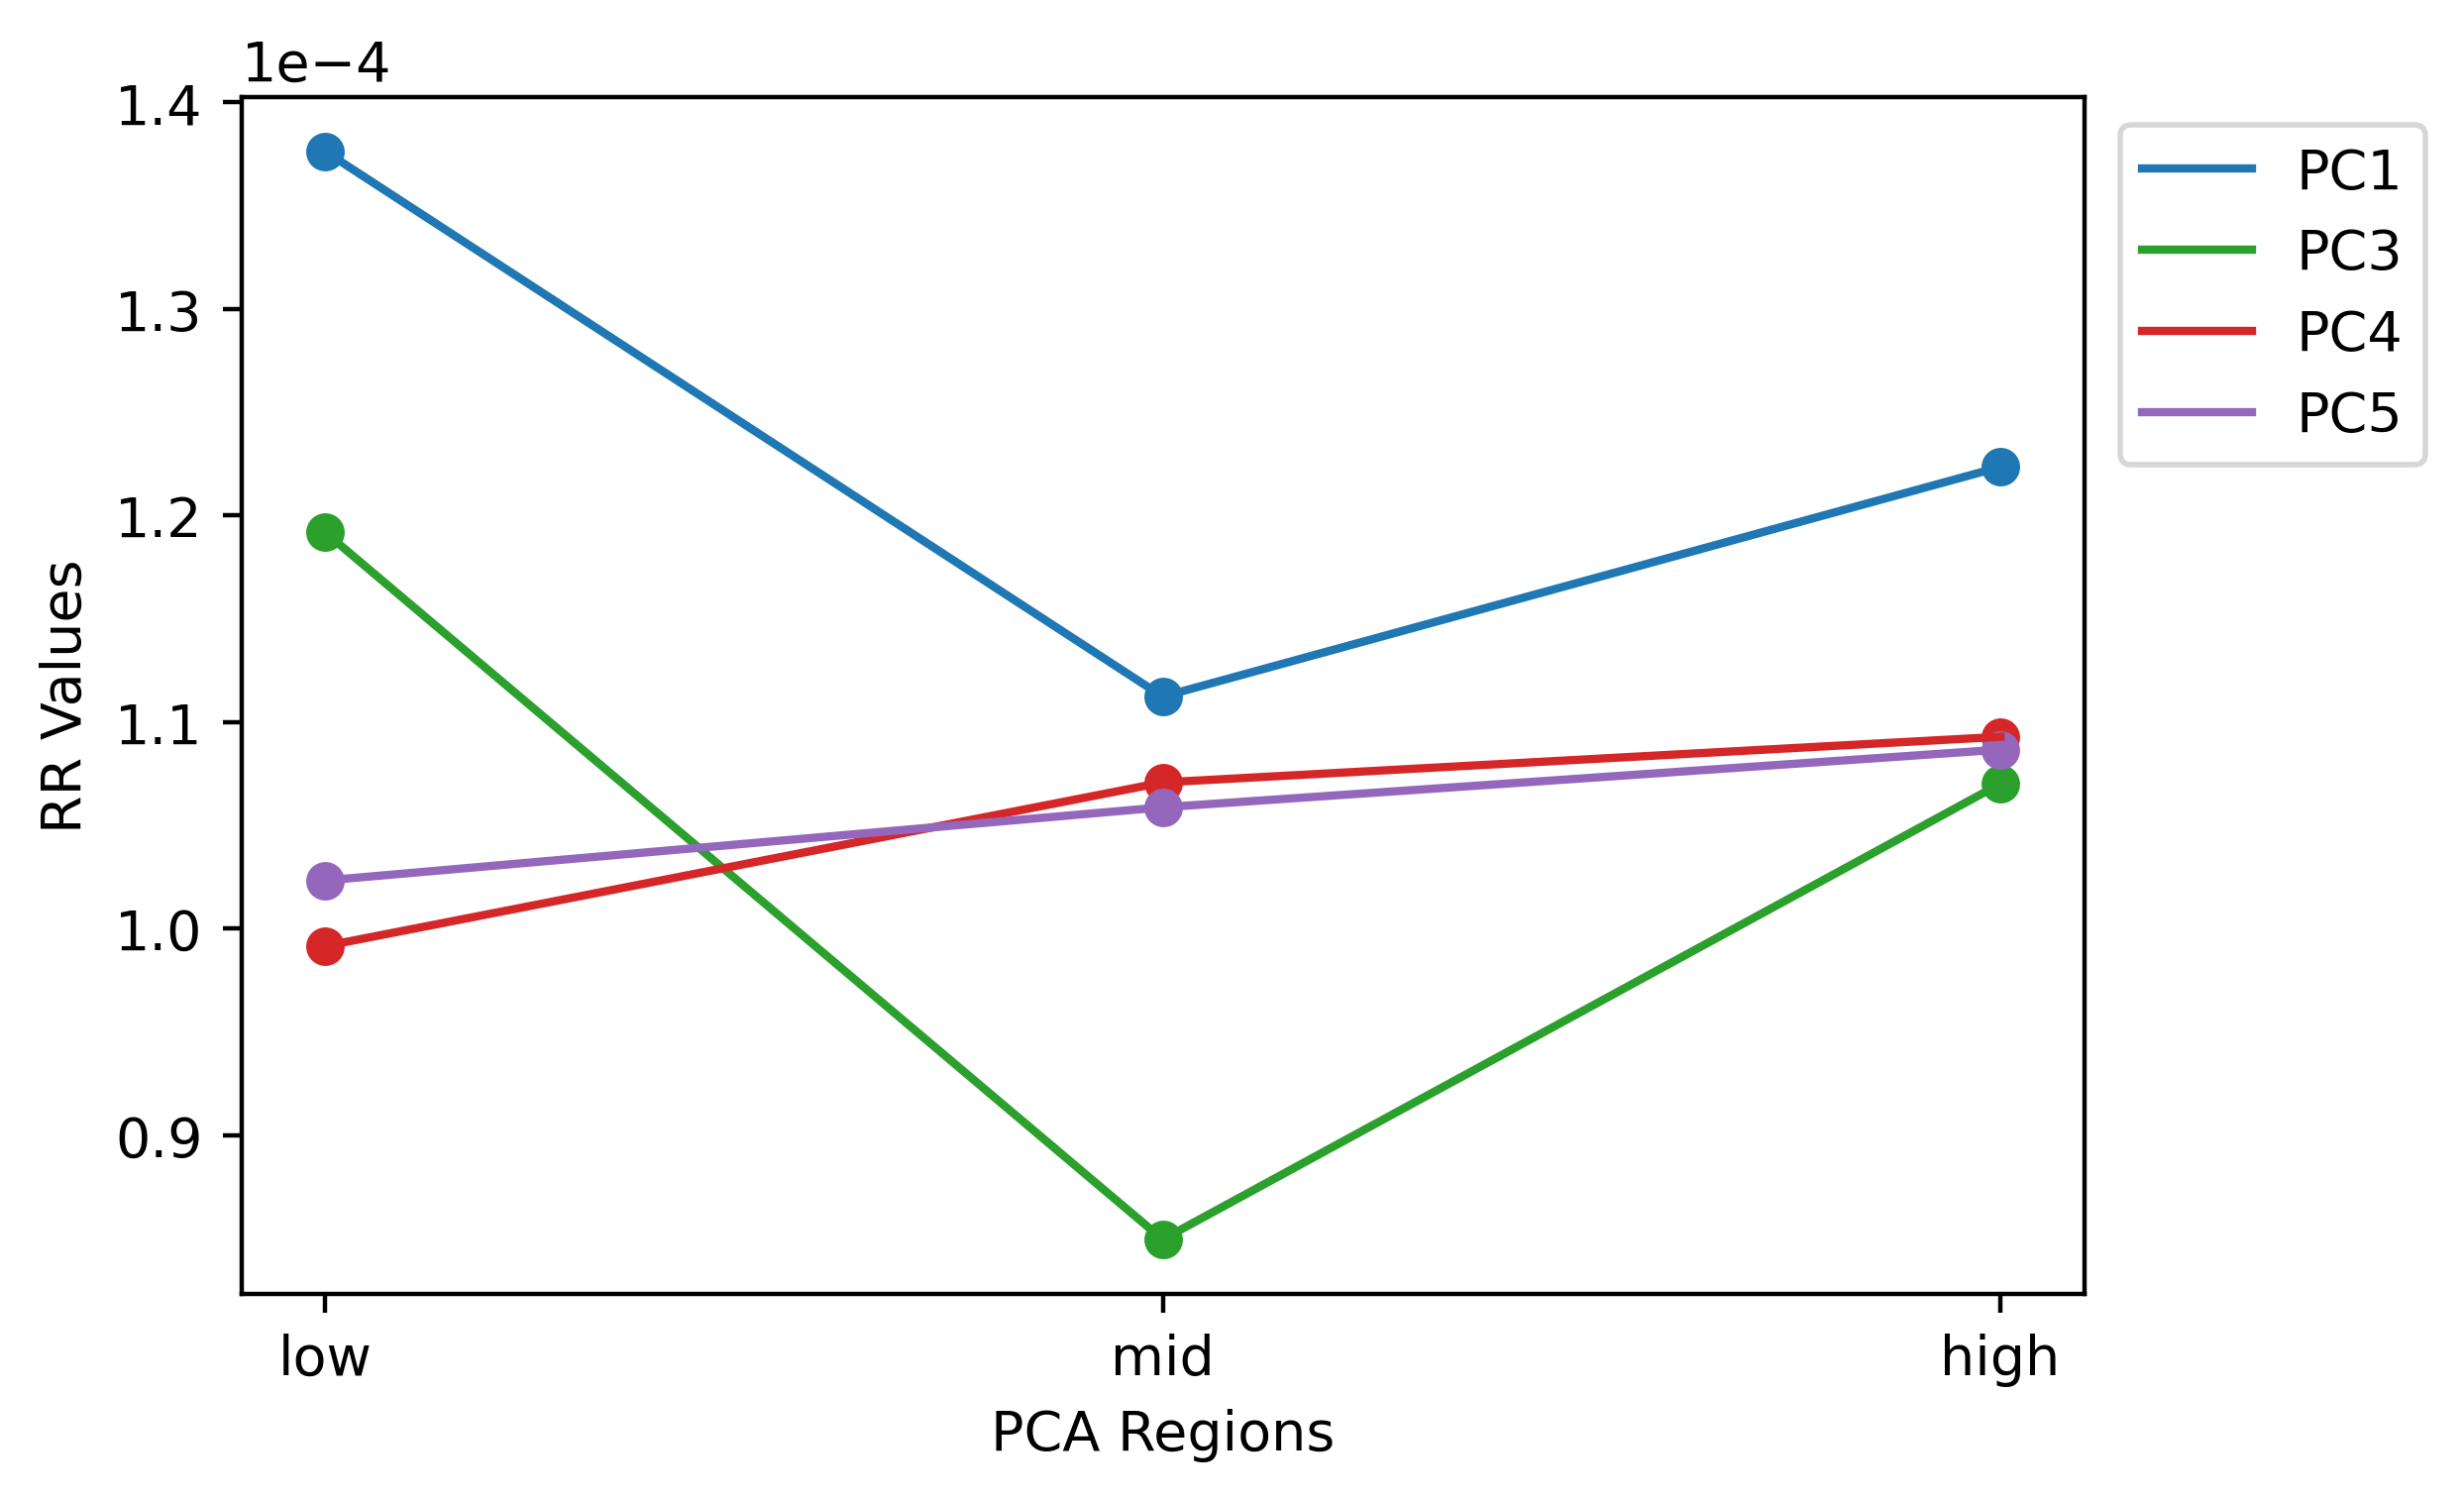 1e−4
1.4
1.3
1.2
1.1
1.0
0.9
RR Values
low
mid
high
PCA Regions
PC1
PC3
PC4
PC5